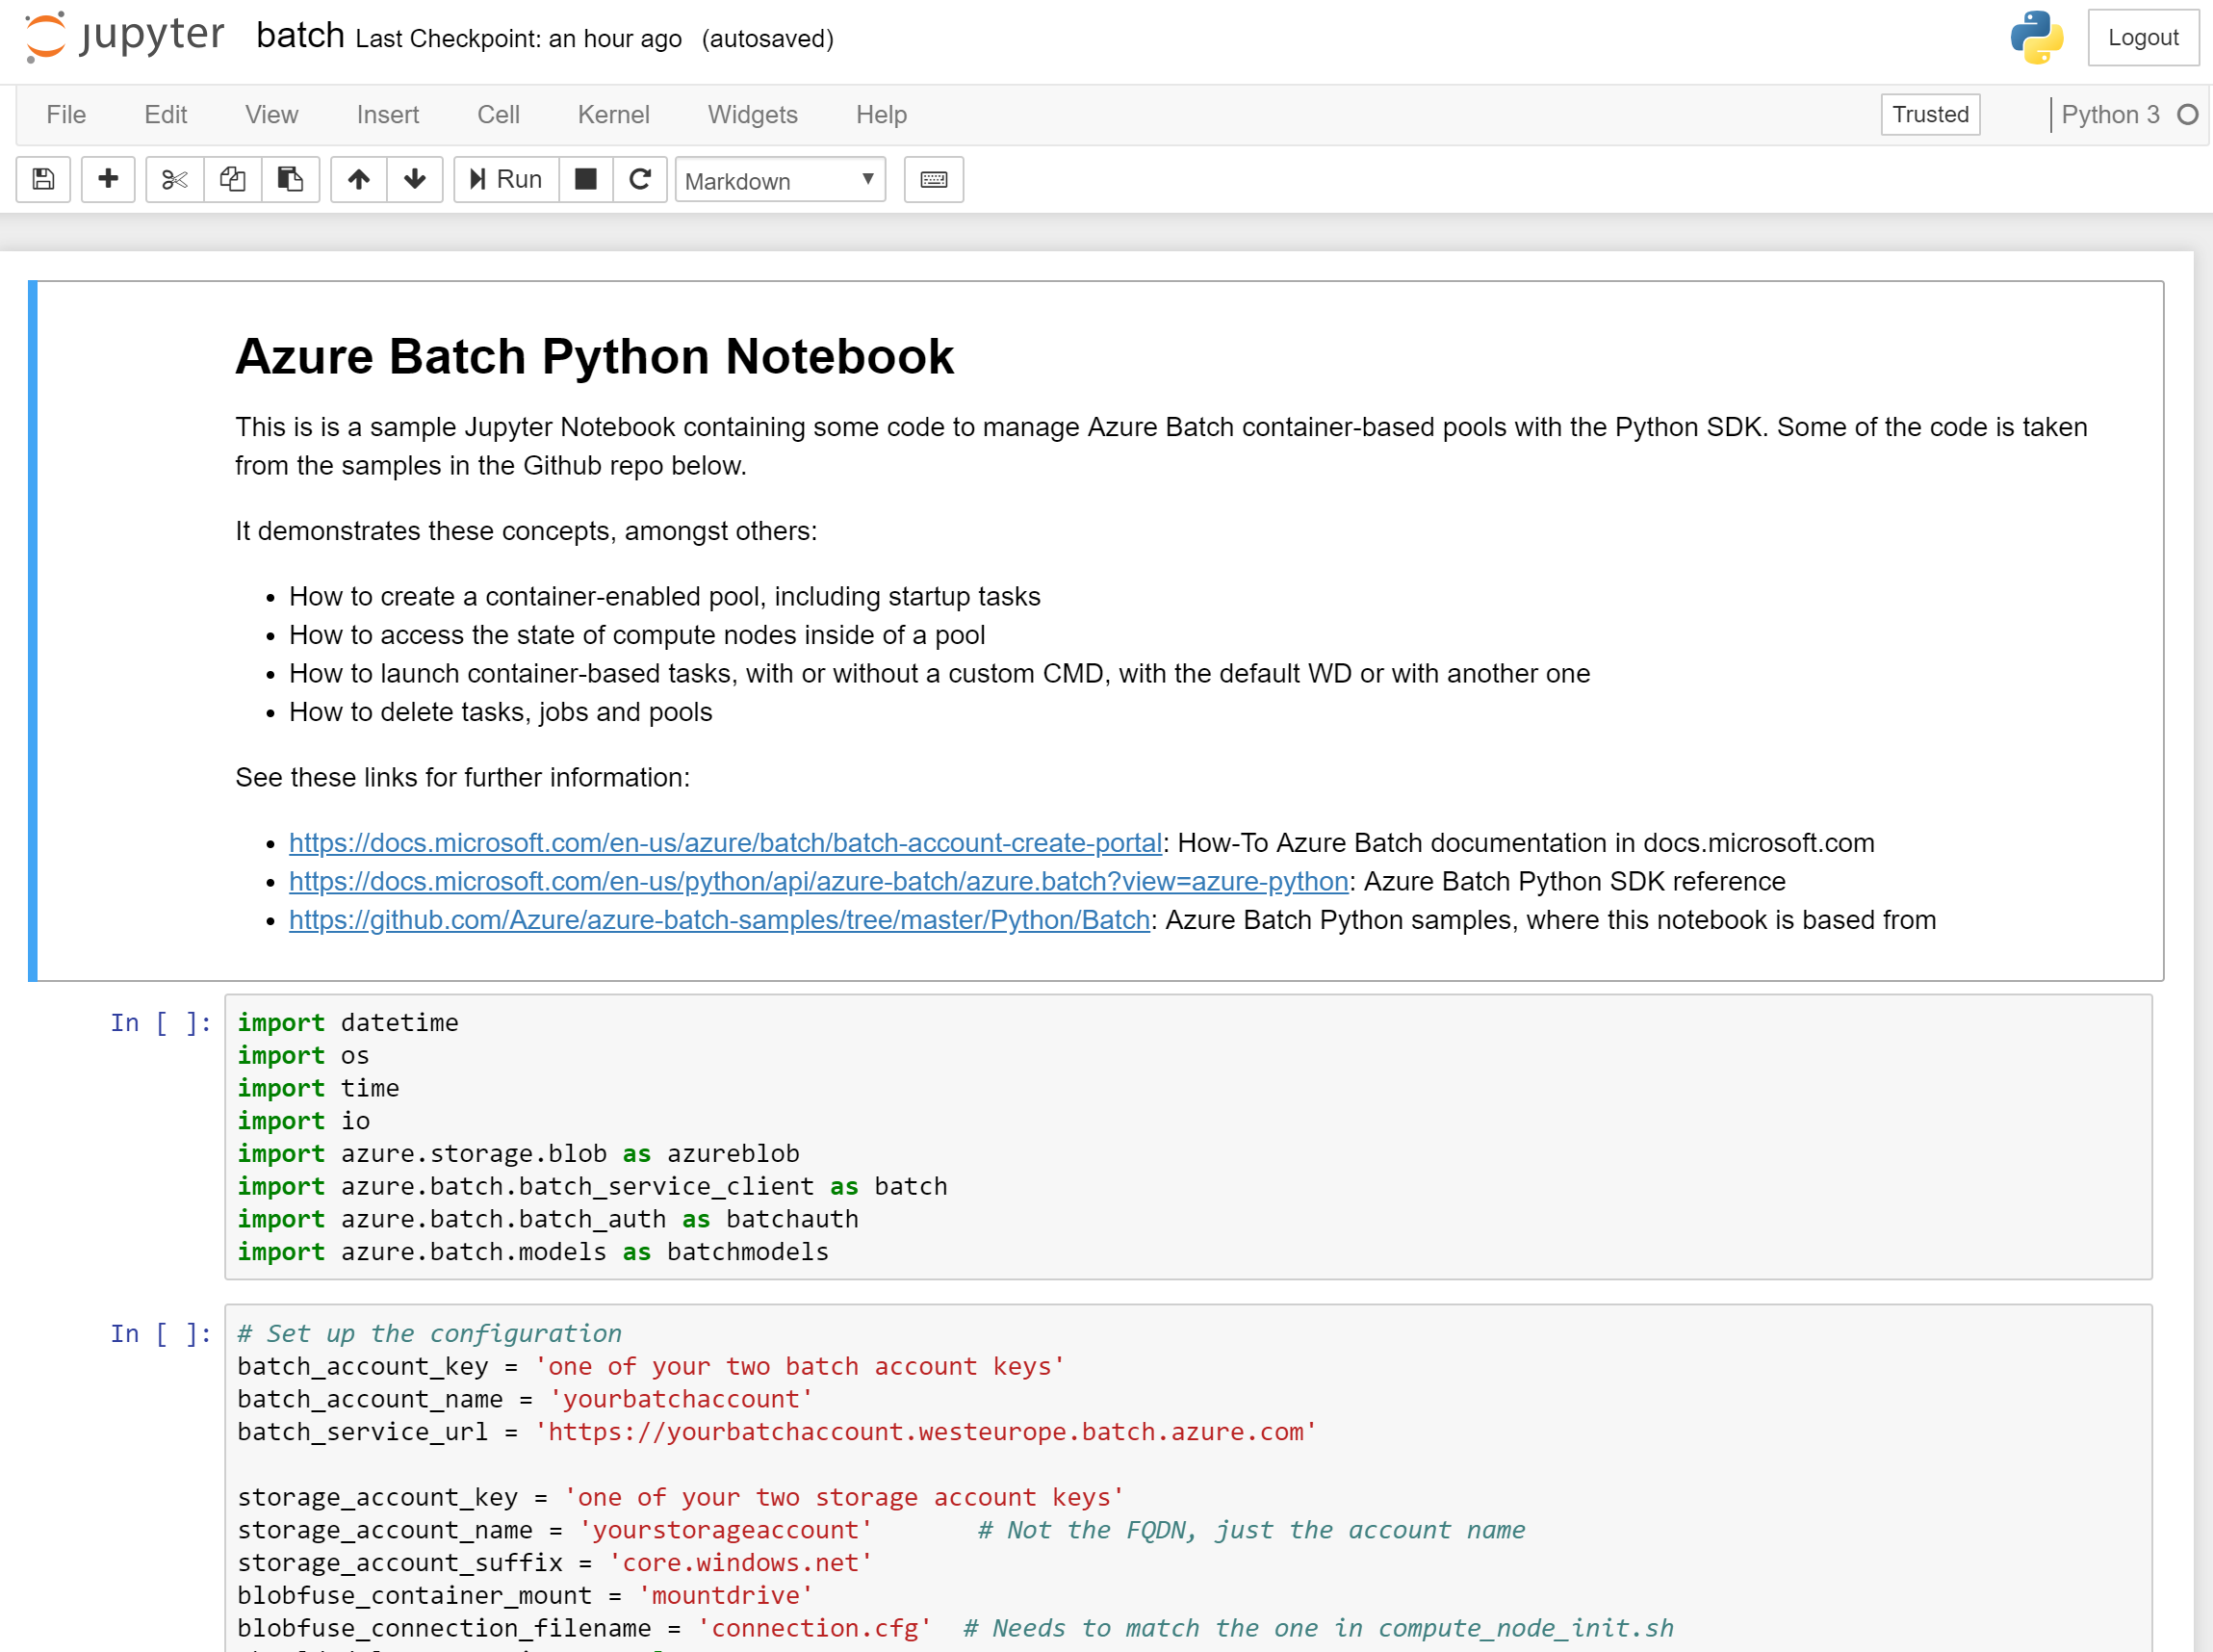 jupyter batch Last Checkpoint: an hour ago (autosaved) Logout
File Edit View Insert Cell Kernel Widgets Help Trusted Python 3
Run Markdown
Azure Batch Python Notebook
This is is a sample Jupyter Notebook containing some code to manage Azure Batch container-based pools with the Python SDK. Some of the code is taken
from the samples in the Github repo below.
It demonstrates these concepts, amongst others:
• How to create a container-enabled pool, including startup tasks
• How to access the state of compute nodes inside of a pool
• How to launch container-based tasks, with or without a custom CMD, with the default WD or with another one
• How to delete tasks, jobs and pools
See these links for further information:
• https://docs.microsoft.com/en-us/azure/batch/batch-account-create-portal: How-To Azure Batch documentation in docs.microsoft.com
• https://docs.microsoft.com/en-us/python/api/azure-batch/azure.batch?view=azure-python: Azure Batch Python SDK reference
• https://github.com/Azure/azure-batch-samples/tree/master/Python/Batch: Azure Batch Python samples, where this notebook is based from
In [ ]: import datetime
import os
import time
import io
import azure.storage.blob as azureblob
import azure.batch.batch_service_client as batch
import azure.batch.batch_auth as batchauth
import azure.batch.models as batchmodels
In [ ]: # Set up the configuration
batch_account_key = 'one of your two batch account keys'
batch_account_name = 'yourbatchaccount'
batch_service_url = 'https://yourbatchaccount.westeurope.batch.azure.com'
storage_account_key = 'one of your two storage account keys'
storage_account_name = 'yourstorageaccount' # Not the FQDN, just the account name
storage_account_suffix = 'core.windows.net'
blobfuse_container_mount = 'mountdrive'
blobfuse_connection_filename = 'connection.cfg' # Needs to match the one in compute_node_init.sh